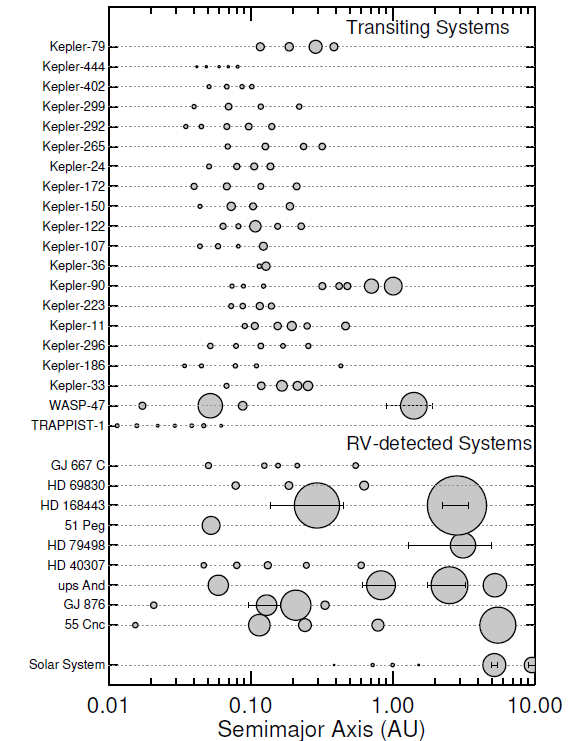 Transiting Systems
Kepler-79
Kepler-444
Kepler-402
Kepler-299
Kepler-292
Kepler-265
Kepler-24
Kepler-172
Kepler-150
Kepler-122
Kepler-107
Kepler-36
Kepler-90
Kepler-223
Kepler-11
Kepler-296
Kepler-186
Kepler-33
WASP-47
TRAPPIST-1
RV-detected Systems
GJ 667 C
HD 69830
HD 168443
51 Peg
HD 79498
HD 40307
ups And
GJ 876
55 Cnc
Solar System
0.01 0.10 1.00 10.00
Semimajor Axis (AU)